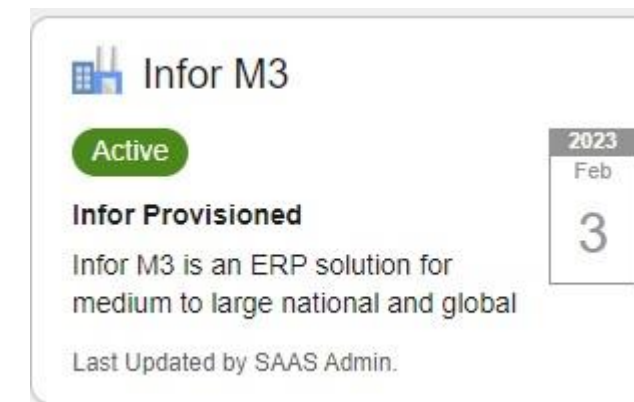 Infor M3
Active
2023
Feb
3
Infor Provisioned
Infor M3 is an ERP solution for
medium to large national and global
Last Updated by SAAS Admin.